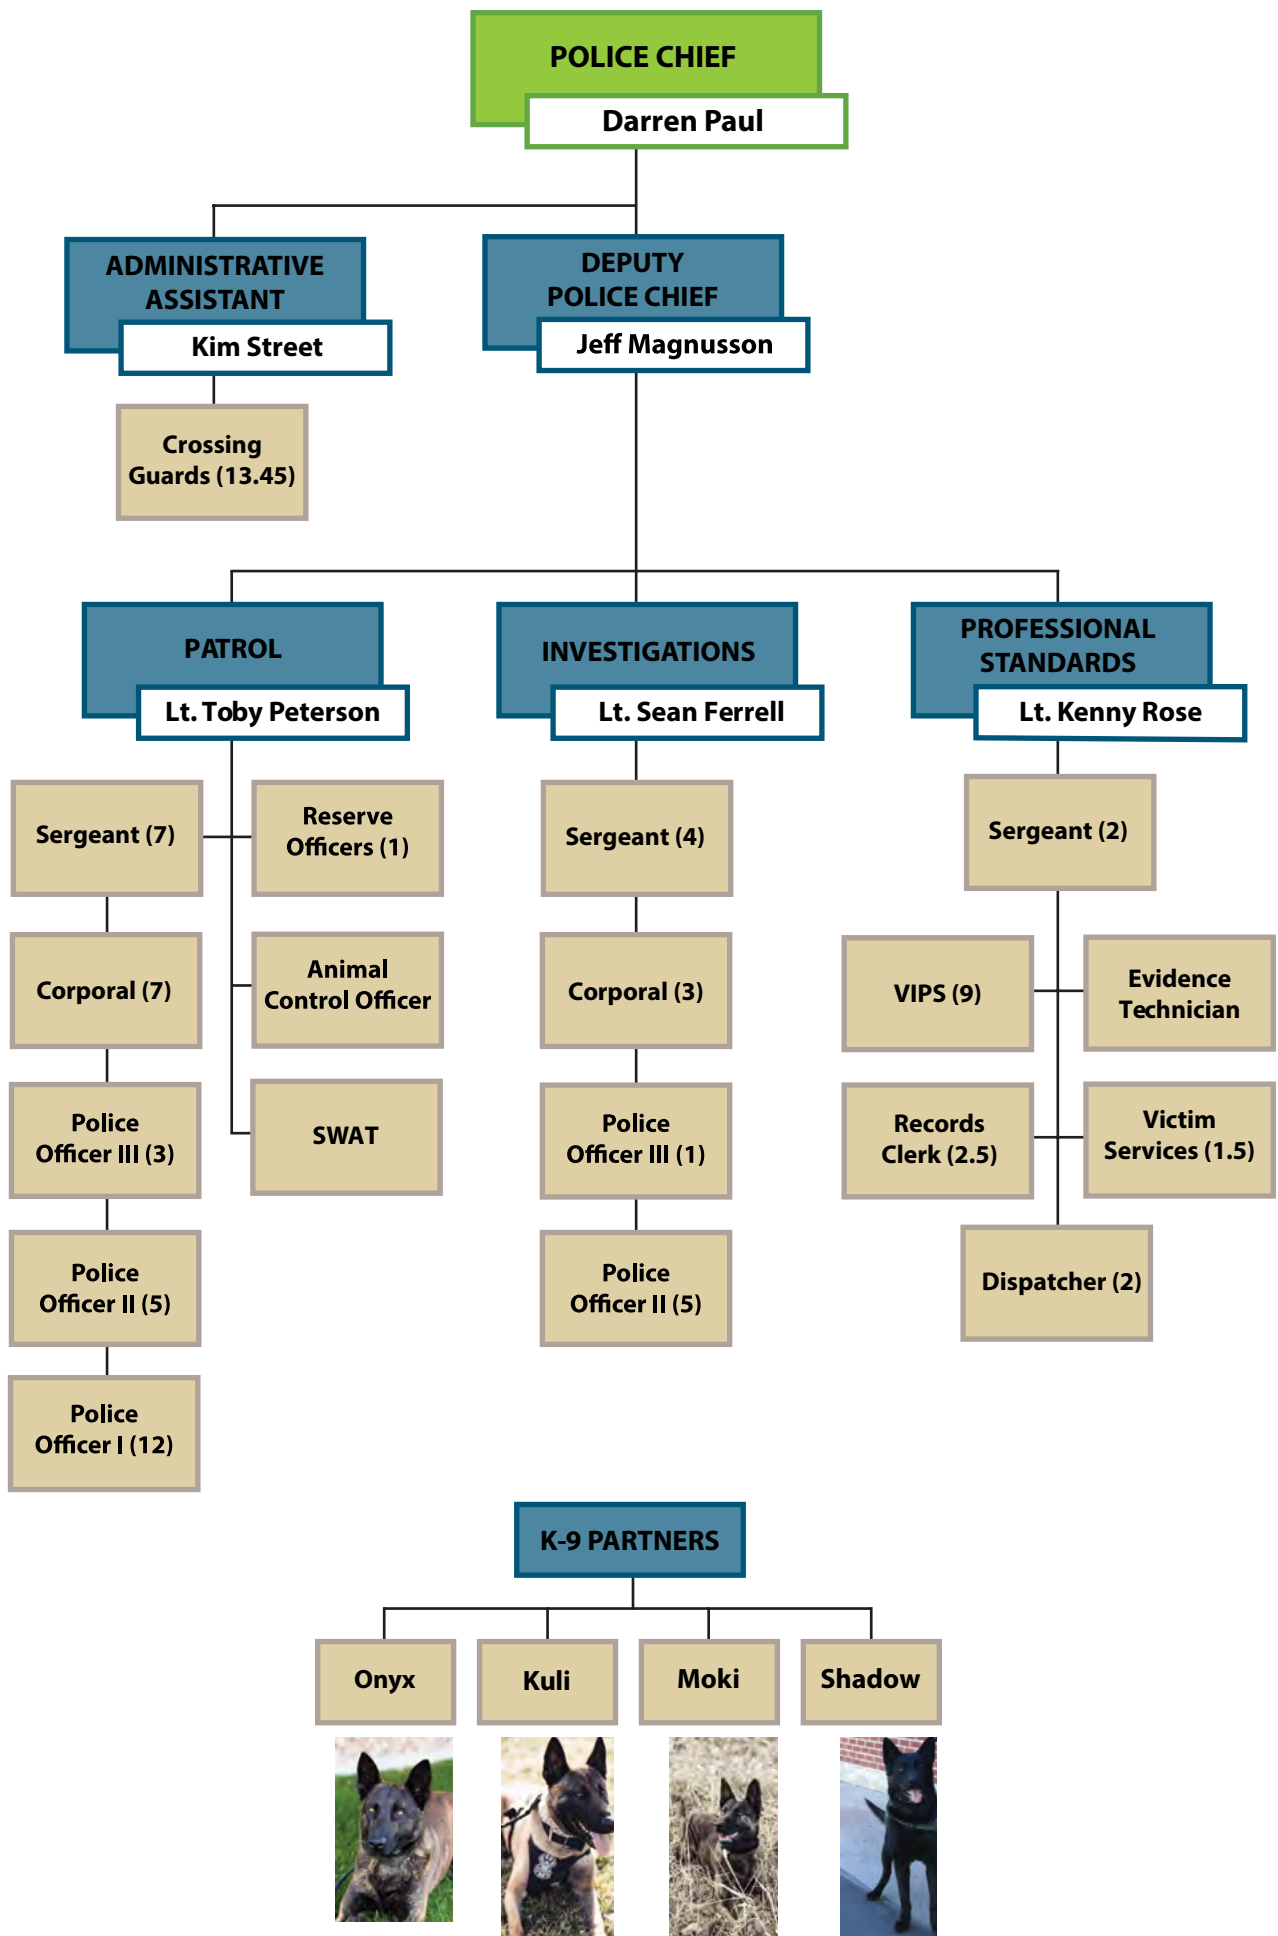 POLICE CHIEF
Darren Paul
ADMINISTRATIVE
ASSISTANT
Kim Street
DEPUTY
POLICE CHIEF
Jeff Magnusson
Crossing
Guards (13.45)
PATROL
Lt. Toby Peterson
INVESTIGATIONS
Lt. Sean Ferrell
PROFESSIONAL
STANDARDS
Lt. Kenny Rose
Sergeant (7)
Reserve
Officers (1)
Corporal (7)
Animal
Control Officer
Police
Officer III (3)
SWAT
Police
Officer II (5)
Police
Officer I (12)
Sergeant (4)
Corporal (3)
Police
Officer III (1)
Police
Officer II (5)
Sergeant (2)
VIPS (9)
Evidence
Technician
Records
Clerk (2.5)
Victim
Services (1.5)
Dispatcher (2)
K-9 PARTNERS
Onyx
Kuli
Moki
Shadow